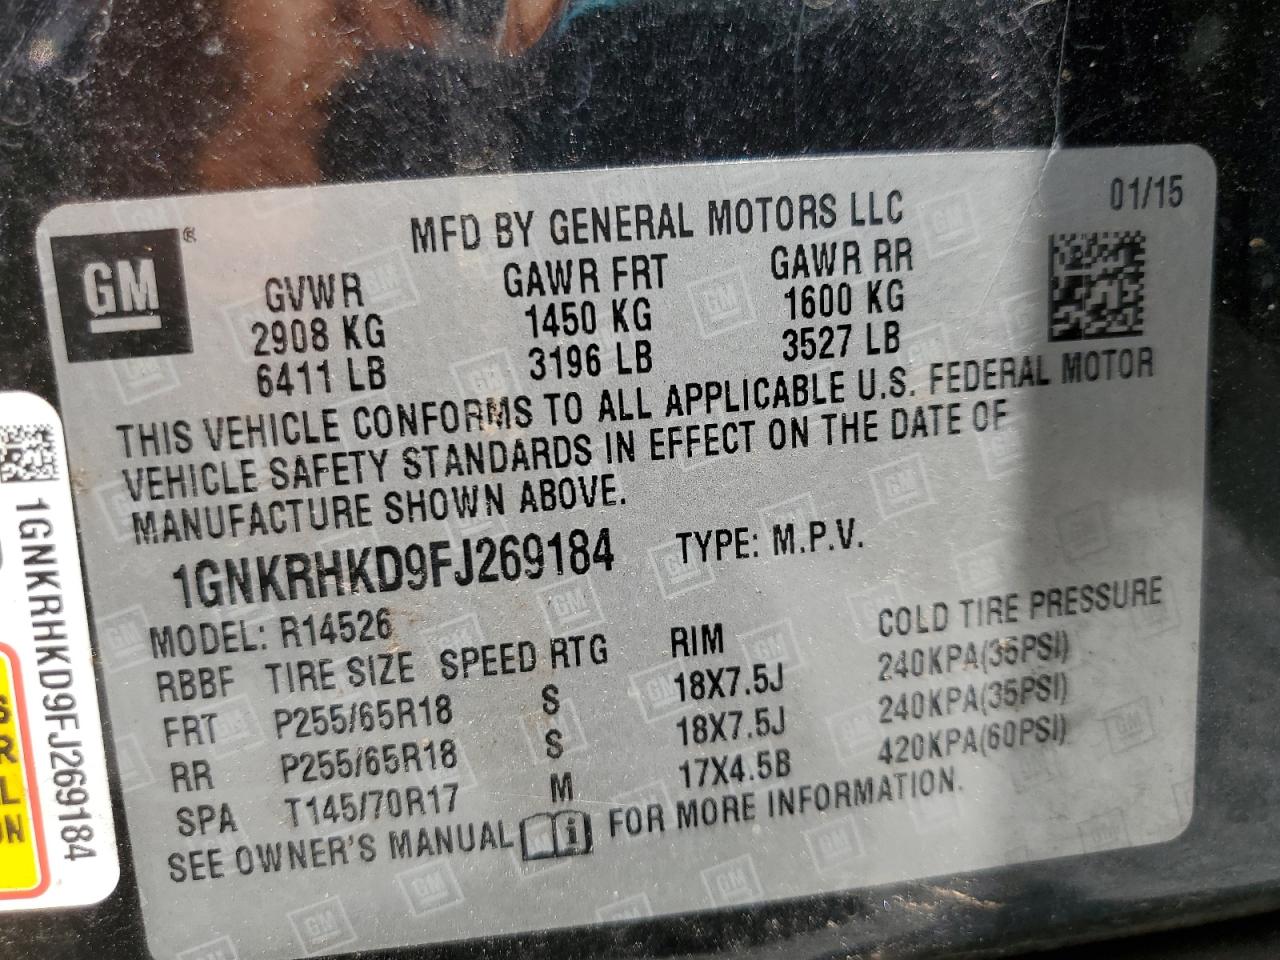 MFD BY GENERAL MOTORS LLC 01/15
GM ®
GVWR GAWR FRT GAWR RR
2908 KG 1450 KG 1600 KG
6411 LB 3196 LB 3527 LB
THIS VEHICLE CONFORMS TO ALL APPLICABLE U.S. FEDERAL MOTOR
VEHICLE SAFETY STANDARDS IN EFFECT ON THE DATE OF
MANUFACTURE SHOWN ABOVE.
1GNKRHKD9FJ269184 TYPE: M.P.V.
MODEL: R14526
RBBF TIRE SIZE SPEED RTG RIM COLD TIRE PRESSURE
FRT P255/65R18 S 18X7.5J 240KPA(35PSI)
RR P255/65R18 S 18X7.5J 240KPA(35PSI)
SPA T145/70R17 M 17X4.5B 420KPA(60PSI)
SEE OWNER'S MANUAL FOR MORE INFORMATION.
1GNKRHKD9FJ269184